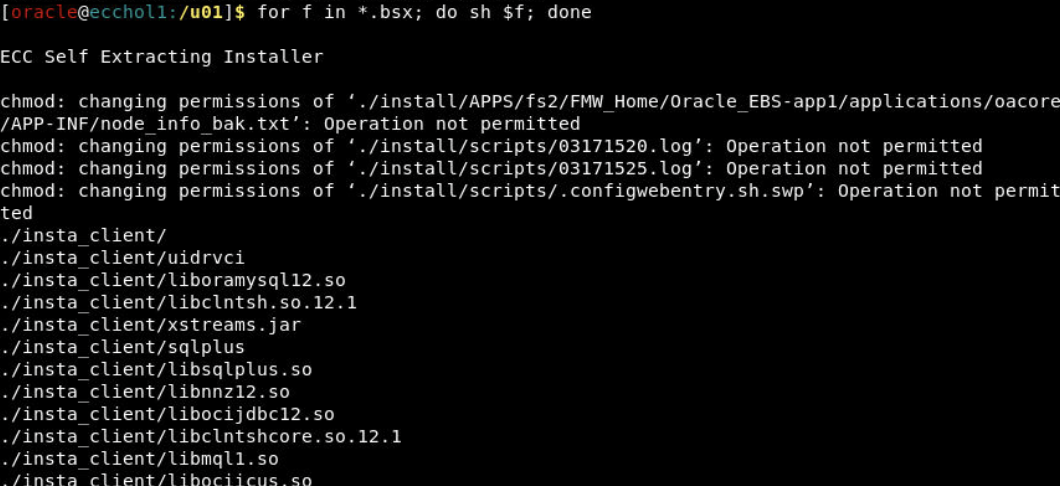 [oracle@ecchol1:/u01]$ for f in *.bsx; do sh $f; done
ECC Self Extracting Installer
chmod: changing permissions of ‘./install/APPS/fs2/FMW_Home/Oracle_EBS-app1/applications/oacore
/APP-INF/node_info_bak.txt’: Operation not permitted
chmod: changing permissions of ‘./install/scripts/03171520.log’: Operation not permitted
chmod: changing permissions of ‘./install/scripts/03171525.log’: Operation not permitted
chmod: changing permissions of ‘./install/scripts/.configwebentry.sh.swp’: Operation not permit
ted
./insta_client/
./insta_client/uidrvci
./insta_client/liboramysql12.so
./insta_client/libclntsh.so.12.1
./insta_client/xstreams.jar
./insta_client/sqlplus
./insta_client/libsqlplus.so
./insta_client/libnnz12.so
./insta_client/libocijdbc12.so
./insta_client/libclntshcore.so.12.1
./insta_client/libmql1.so
./insta_client/libociicus.so